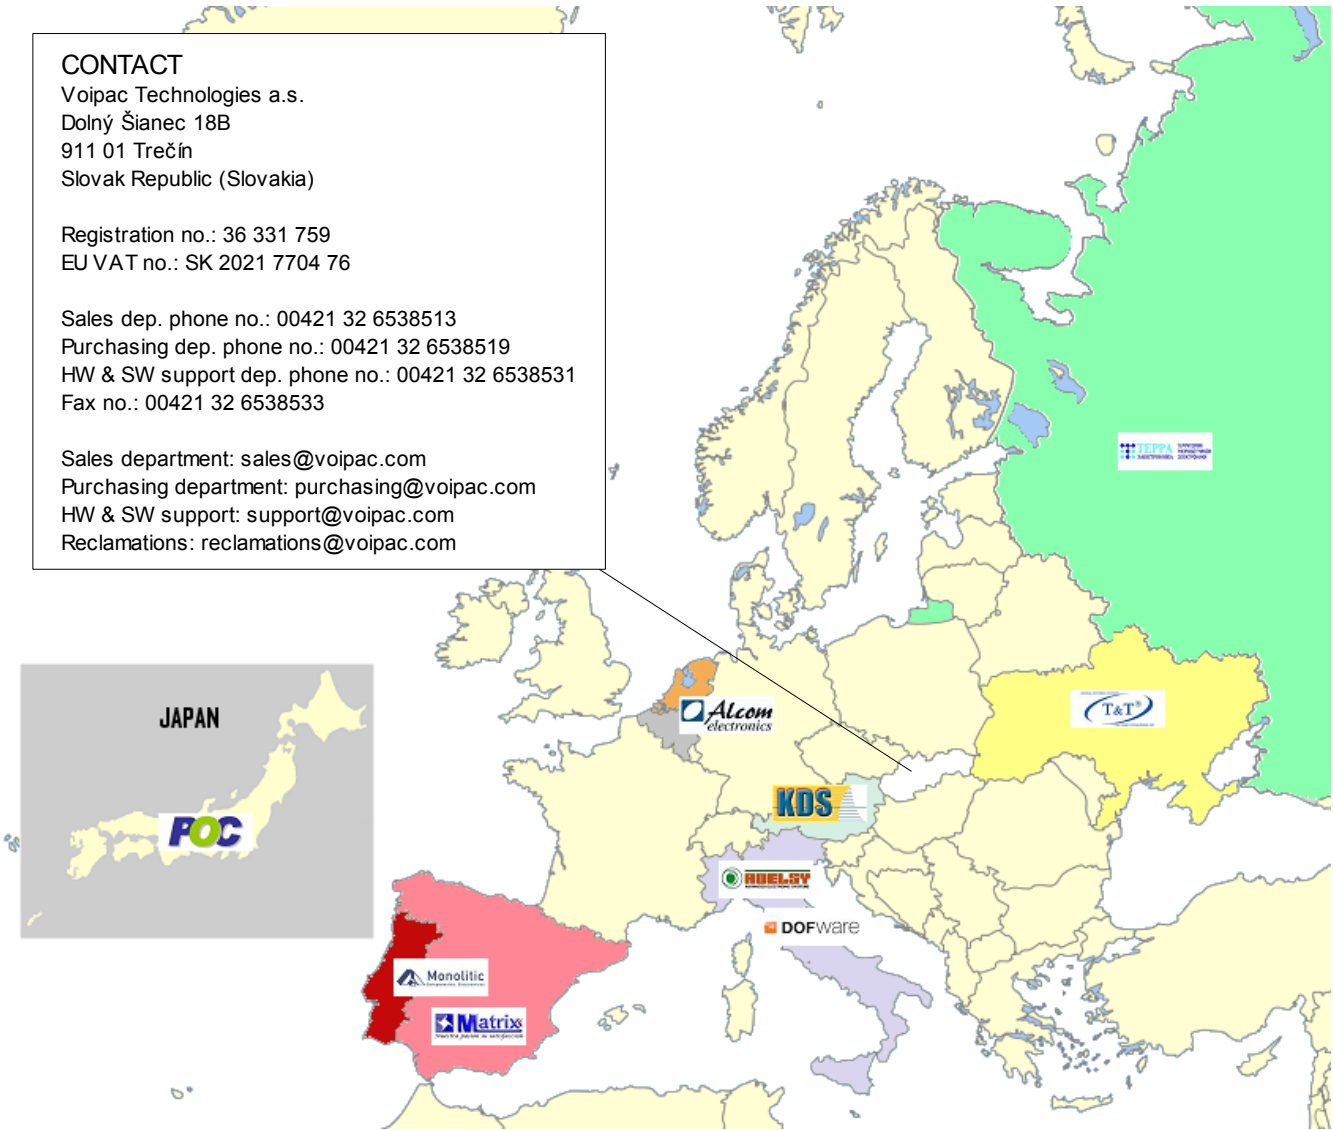 CONTACT
Voipac Technologies a.s.
Dolný Šianec 18B
911 01 Trečín
Slovak Republic (Slovakia)
Registration no.: 36 331 759
EU VAT no.: SK 2021 7704 76
Sales dep. phone no.: 00421 32 6538513
Purchasing dep. phone no.: 00421 32 6538519
HW & SW support dep. phone no.: 00421 32 6538531
Fax no.: 00421 32 6538533
Sales department: sales@voipac.com
Purchasing department: purchasing@voipac.com
HW & SW support: support@voipac.com
Reclamations: reclamations@voipac.com
ТЕРРА
ЭЛЕКТРОНИКА
JAPAN
POC
Alcom
electronics
T&T®
KDS
ADELSY
DOFware
Monolitic
Matrix